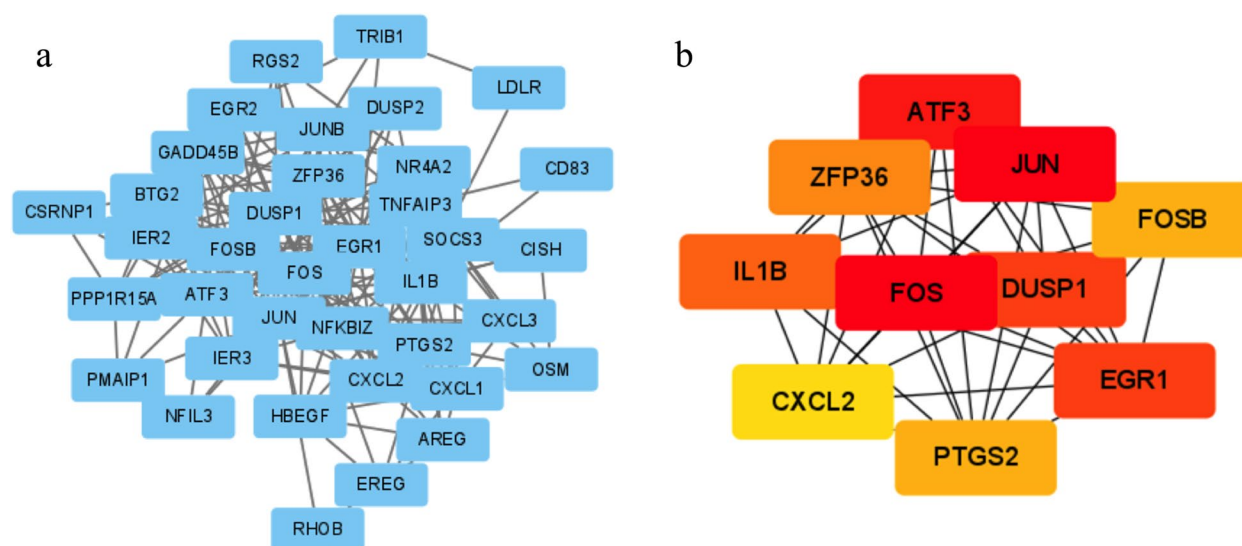 a
TRIB1
RGS2
LDLR
EGR2
DUSP2
JUNB
GADD45B
NR4A2
CD83
ZFP36
BTG2
TNFAIP3
CSRNP1
DUSP1
IER2
SOCS3
FOSB
EGR1
CISH
FOS
IL1B
PPP1R15A
ATF3
JUN
NFKBIZ
CXCL3
PTGS2
IER3
OSM
PMAIP1
CXCL2
CXCL1
NFIL3
HBEGF
AREG
EREG
RHOB
b
ATF3
JUN
ZFP36
FOSB
IL1B
FOS
DUSP1
EGR1
CXCL2
PTGS2